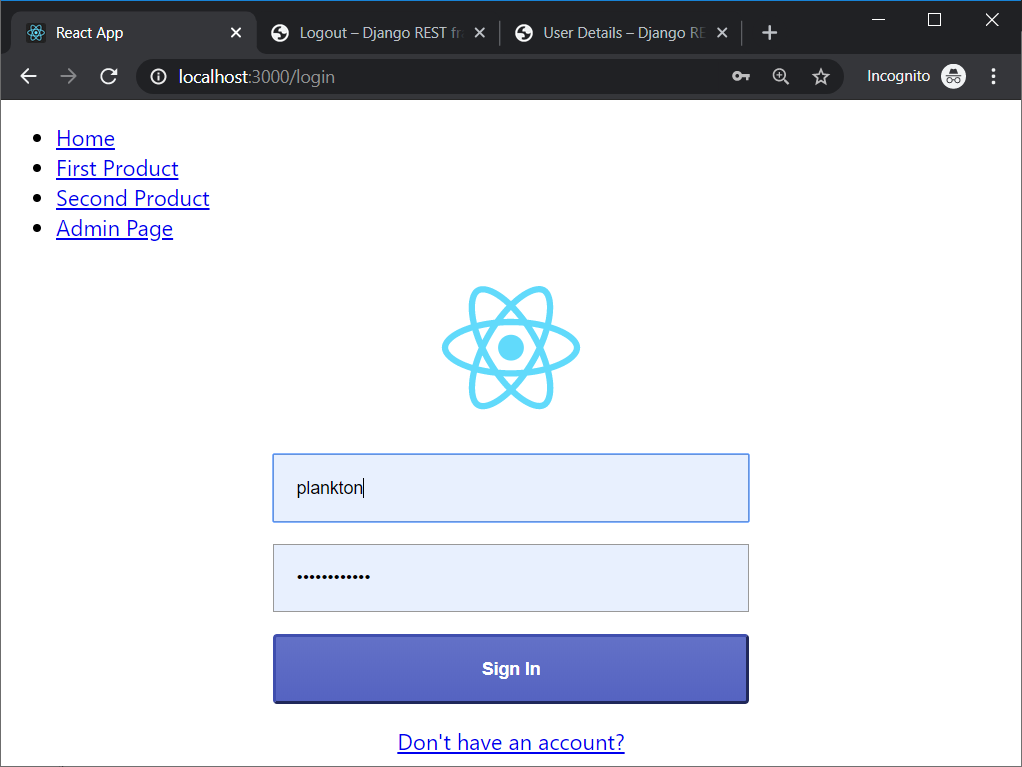 React App
Logout – Django REST fr
User Details – Django RE
localhost:3000/login
Incognito
Home
First Product
Second Product
Admin Page
plankton
••••••••••••
Sign In
Don't have an account?